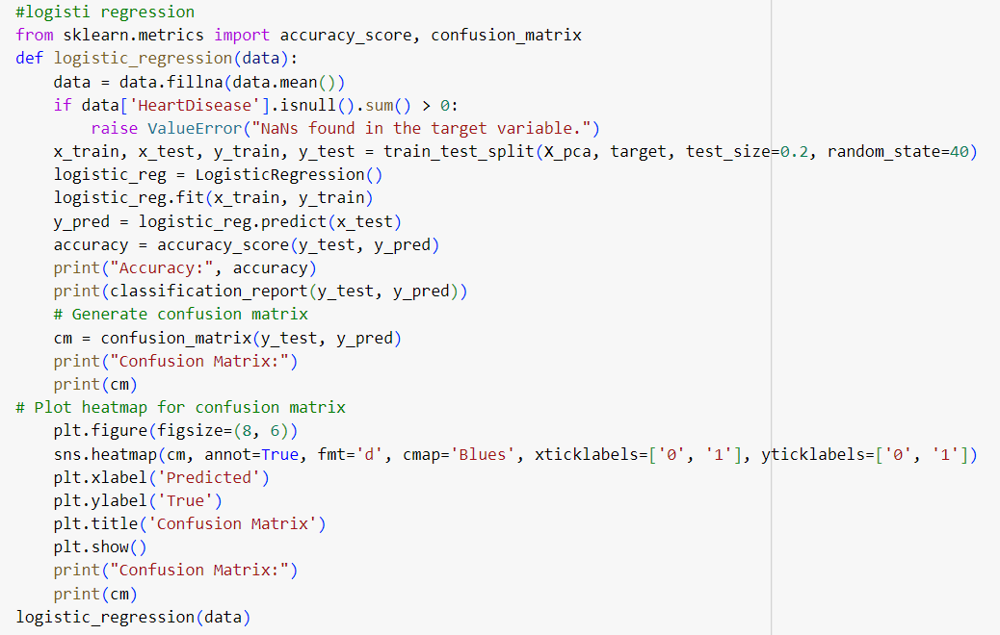 #logisti regression
from sklearn.metrics import accuracy_score, confusion_matrix
def logistic_regression(data):
    data = data.fillna(data.mean())
    if data['HeartDisease'].isnull().sum() > 0:
        raise ValueError("NaNs found in the target variable.")
    x_train, x_test, y_train, y_test = train_test_split(X_pca, target, test_size=0.2, random_state=40)
    logistic_reg = LogisticRegression()
    logistic_reg.fit(x_train, y_train)
    y_pred = logistic_reg.predict(x_test)
    accuracy = accuracy_score(y_test, y_pred)
    print("Accuracy:", accuracy)
    print(classification_report(y_test, y_pred))
    # Generate confusion matrix
    cm = confusion_matrix(y_test, y_pred)
    print("Confusion Matrix:")
    print(cm)
# Plot heatmap for confusion matrix
    plt.figure(figsize=(8, 6))
    sns.heatmap(cm, annot=True, fmt='d', cmap='Blues', xticklabels=['0', '1'], yticklabels=['0', '1'])
    plt.xlabel('Predicted')
    plt.ylabel('True')
    plt.title('Confusion Matrix')
    plt.show()
    print("Confusion Matrix:")
    print(cm)
logistic_regression(data)